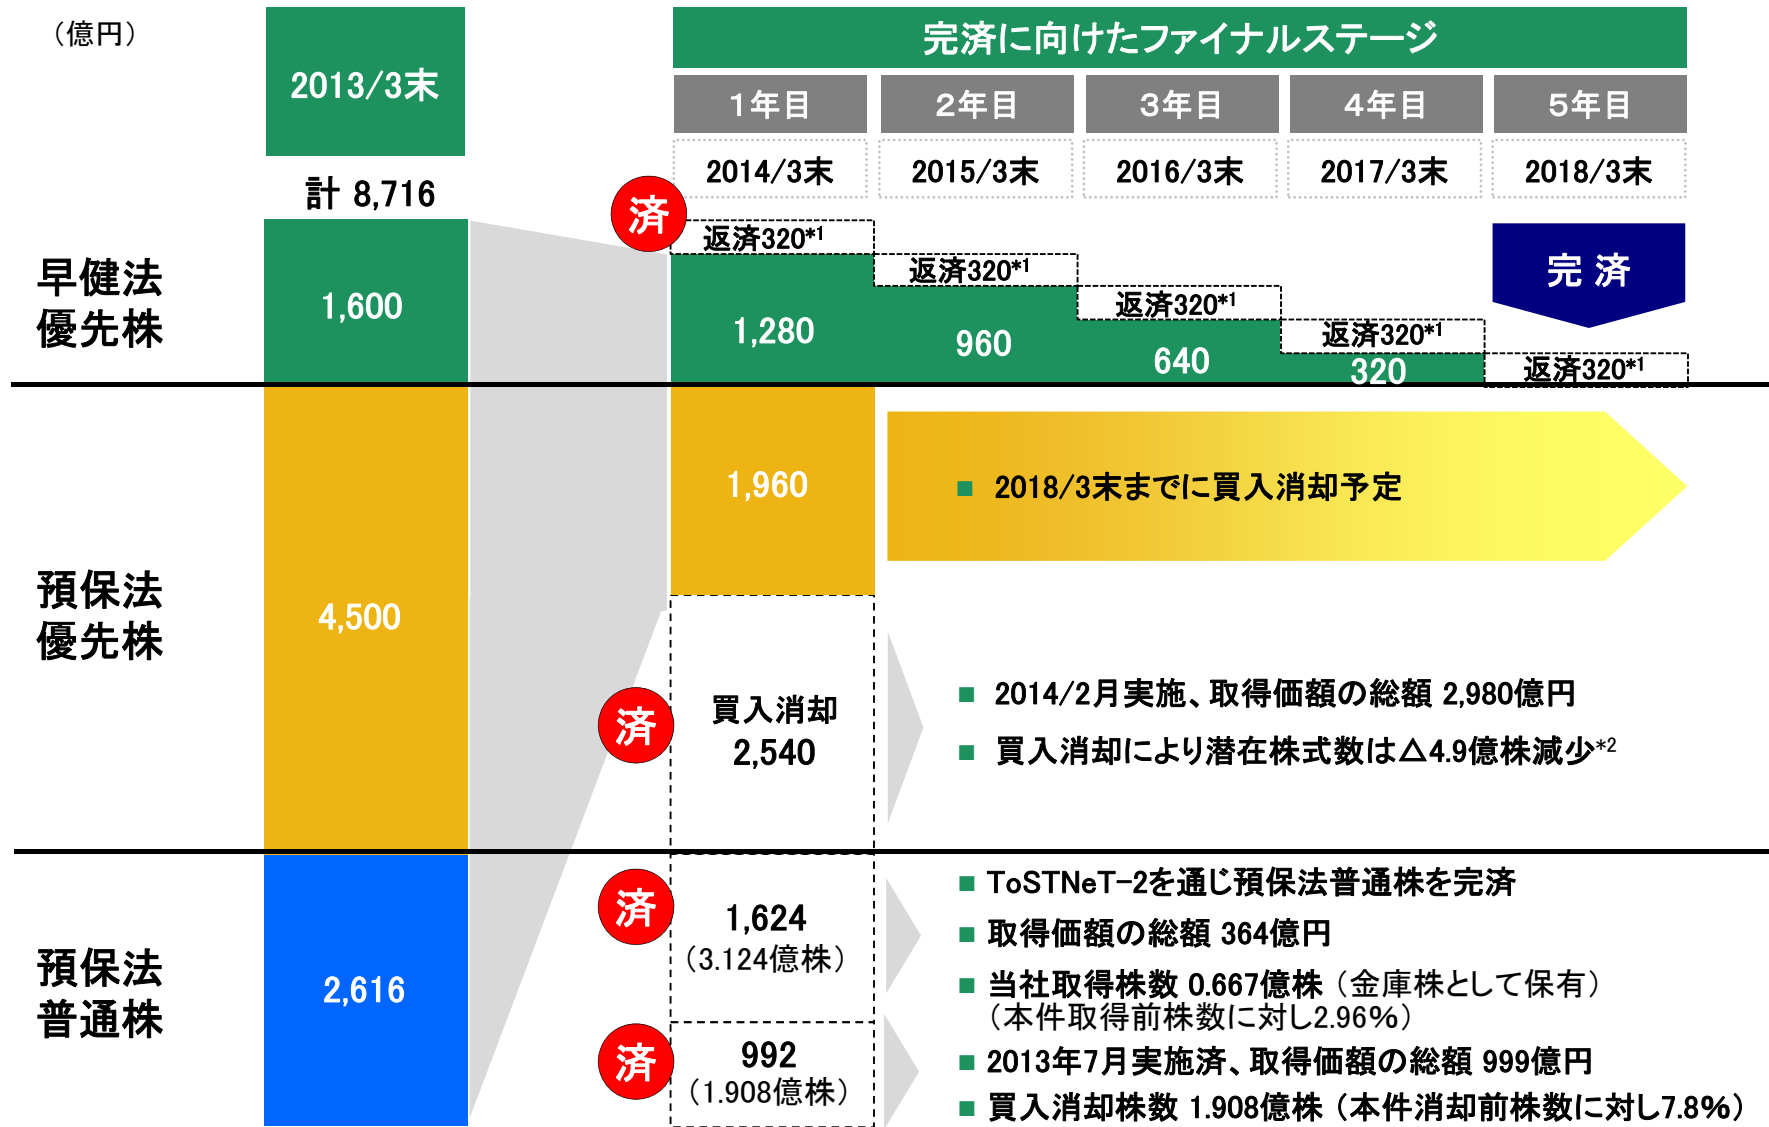 （億円）
2013/3末
完済に向けたファイナルステージ
1年目
2年目
3年目
4年目
5年目
2014/3末
2015/3末
2016/3末
2017/3末
2018/3末
計 8,716
早健法
優先株
1,600
済
返済320*1
返済320*1
返済320*1
返済320*1
返済320*1
1,280
960
640
320
完 済
預保法
優先株
4,500
1,960
■ 2018/3末までに買入消却予定
済
買入消却
2,540
■ 2014/2月実施、取得価額の総額 2,980億円
■ 買入消却により潜在株式数は△4.9億株減少*2
預保法
普通株
2,616
済
1,624
（3.124億株）
■ ToSTNeT-2を通じ預保法普通株を完済
■ 取得価額の総額 364億円
■ 当社取得株数 0.667億株（金庫株として保有）
（本件取得前株数に対し2.96%）
済
992
（1.908億株）
■ 2013年7月実施済、取得価額の総額 999億円
■ 買入消却株数 1.908億株（本件消却前株数に対し7.8%）